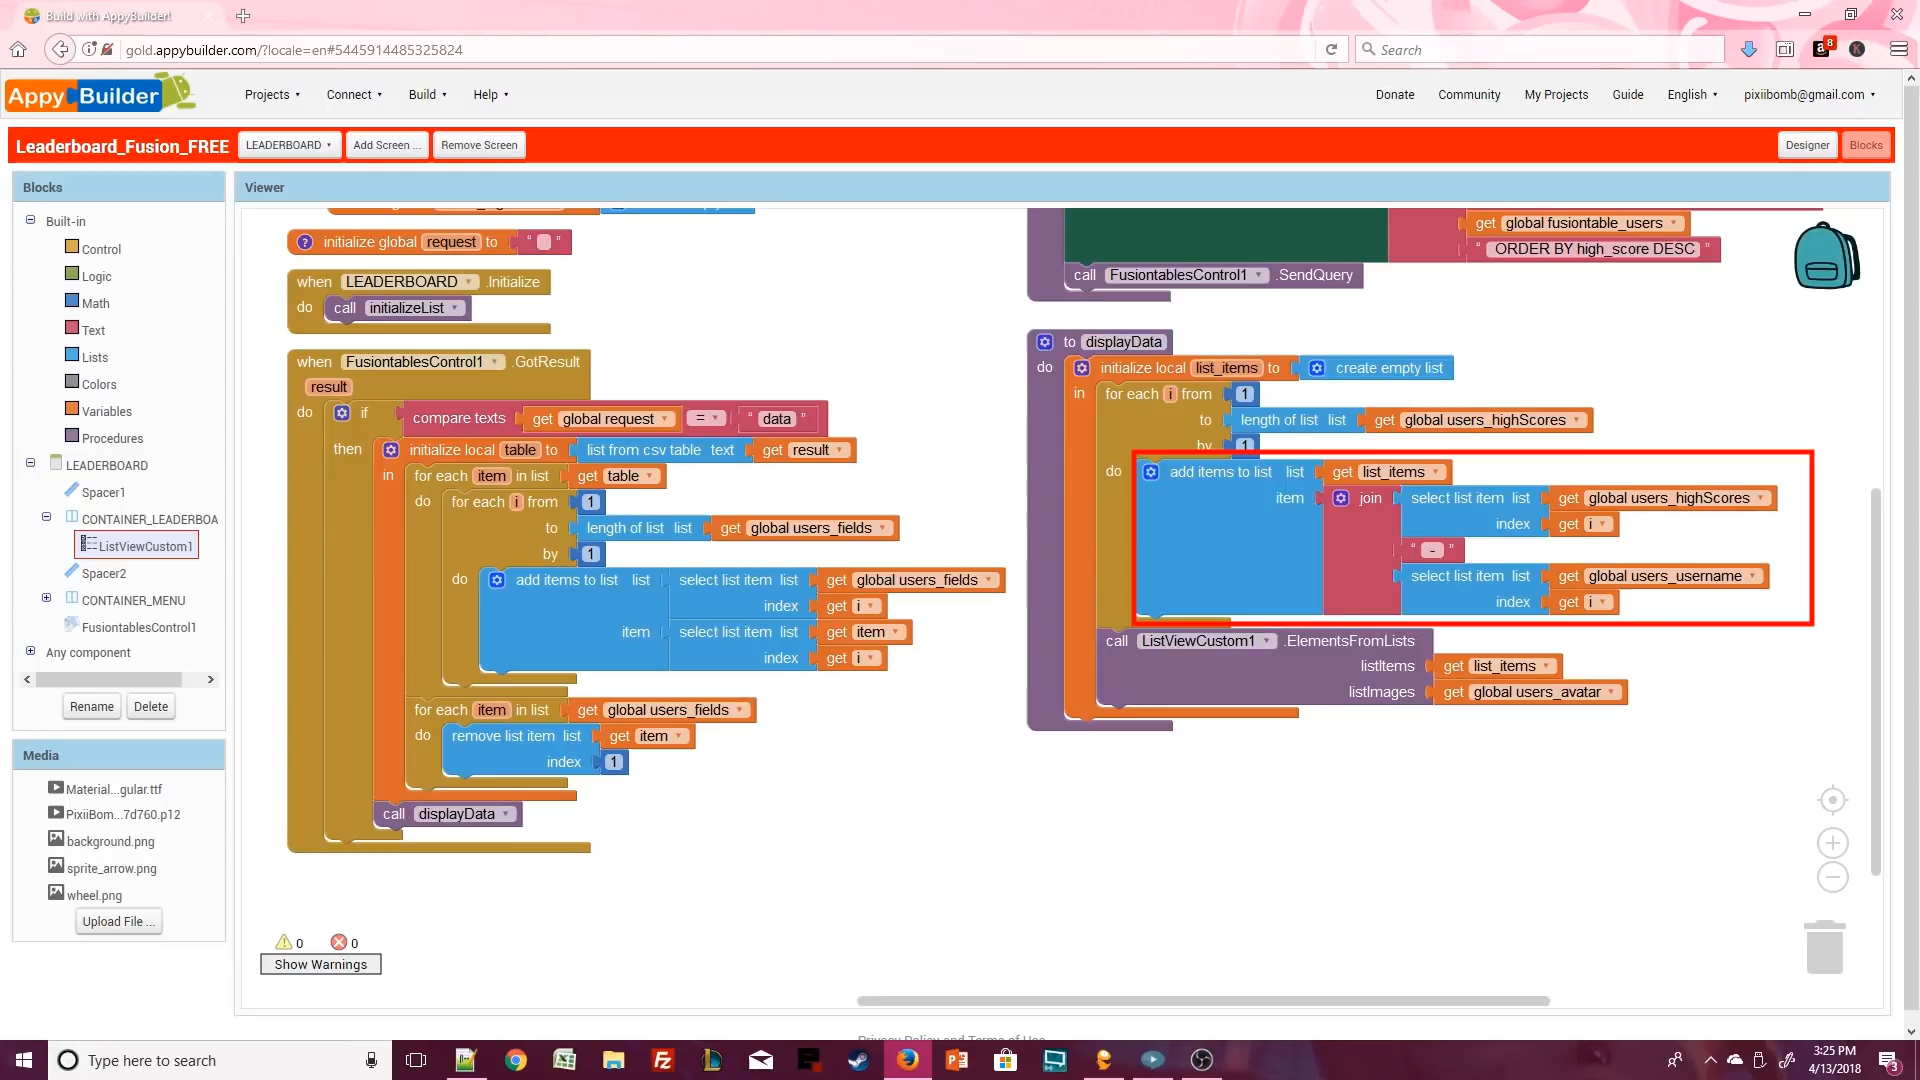 Build with AppyBuilder!
gold.appybuilder.com/?locale=en#5445914485325824
Search
8
K
Appy Builder
Projects
Connect
Build
Help
Donate
Community
My Projects
Guide
English
pixiibomb@gmail.com
Leaderboard_Fusion_FREE
LEADERBOARD
Add Screen ...
Remove Screen
Designer
Blocks
Blocks
Built-in
Control
Logic
Math
Text
Lists
Colors
Variables
Procedures
LEADERBOARD
Spacer1
CONTAINER_LEADERBOA
ListViewCustom1
Spacer2
CONTAINER_MENU
FusiontablesControl1
Any component
Rename
Delete
Media
Material...gular.ttf
PixiiBom...7d760.p12
background.png
sprite_arrow.png
wheel.png
Upload File ...
Viewer
? initialize global request to " "
when LEADERBOARD .Initialize
do call initializeList
when FusiontablesControl1 .GotResult
result
do if compare texts get global request = " data "
then initialize local table to list from csv table text get result
in for each item in list get table
do for each i from 1
to length of list list get global users_fields
by 1
do add items to list list select list item list get global users_fields
index get i
item select list item list get item
index get i
for each item in list get global users_fields
do remove list item list get item
index 1
call displayData
get global fusiontable_users
" ORDER BY high_score DESC "
call FusiontablesControl1 .SendQuery
to displayData
do initialize local list_items to create empty list
in for each i from 1
to length of list list get global users_highScores
by 1
do add items to list list get list_items
item join select list item list get global users_highScores
index get i
" - "
select list item list get global users_username
index get i
call ListViewCustom1 .ElementsFromLists
listItems get list_items
listImages get global users_avatar
0 0
Show Warnings
Privacy Policy and Terms of Use
Type here to search
3:25 PM
4/13/2018
3